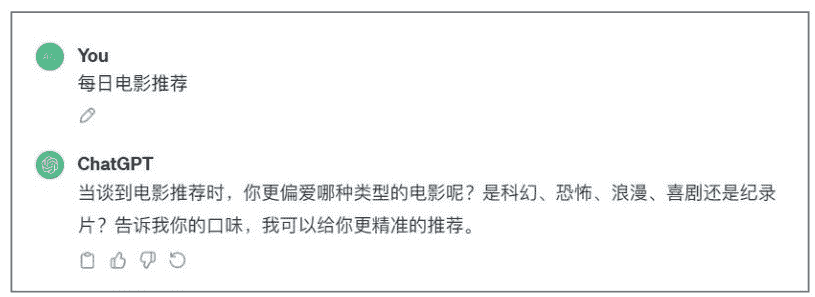 You
每日电影推荐
ChatGPT
当谈到电影推荐时，你更偏爱哪种类型的电影呢？是科幻、恐怖、浪漫、喜剧还是纪录
片？告诉我你的口味，我可以给你更精准的推荐。